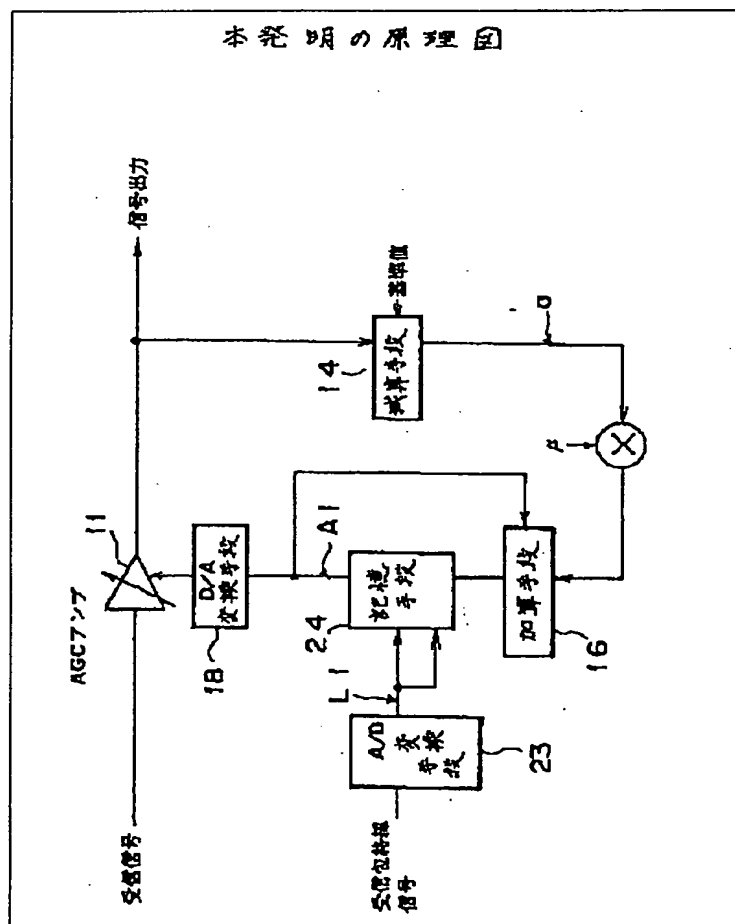 本発明の原理図
信号出力
AGCアンプ
11
受信信号
D/A
変換手段
18
A1
減算手段
14
基準値
σ
μ
記憶
手段
24
加算手段
16
L1
A/D
変換
手段
23
受信包絡線
信号